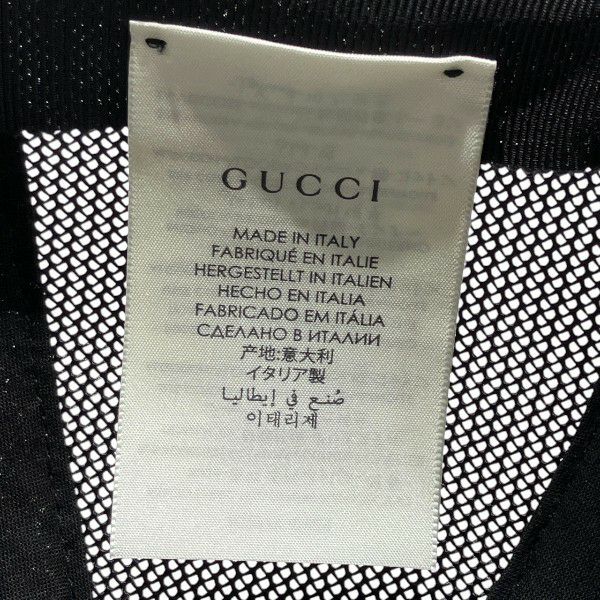 GUCCI
MADE IN ITALY
FABRIQUÉ EN ITALIE
HERGESTELLT IN ITALIEN
HECHO EN ITALIA
FABRICADO EM ITÁLIA
СДЕЛАНО В ИТАЛИИ
产地:意大利
イタリア製
صُنع في إيطاليا
이태리제